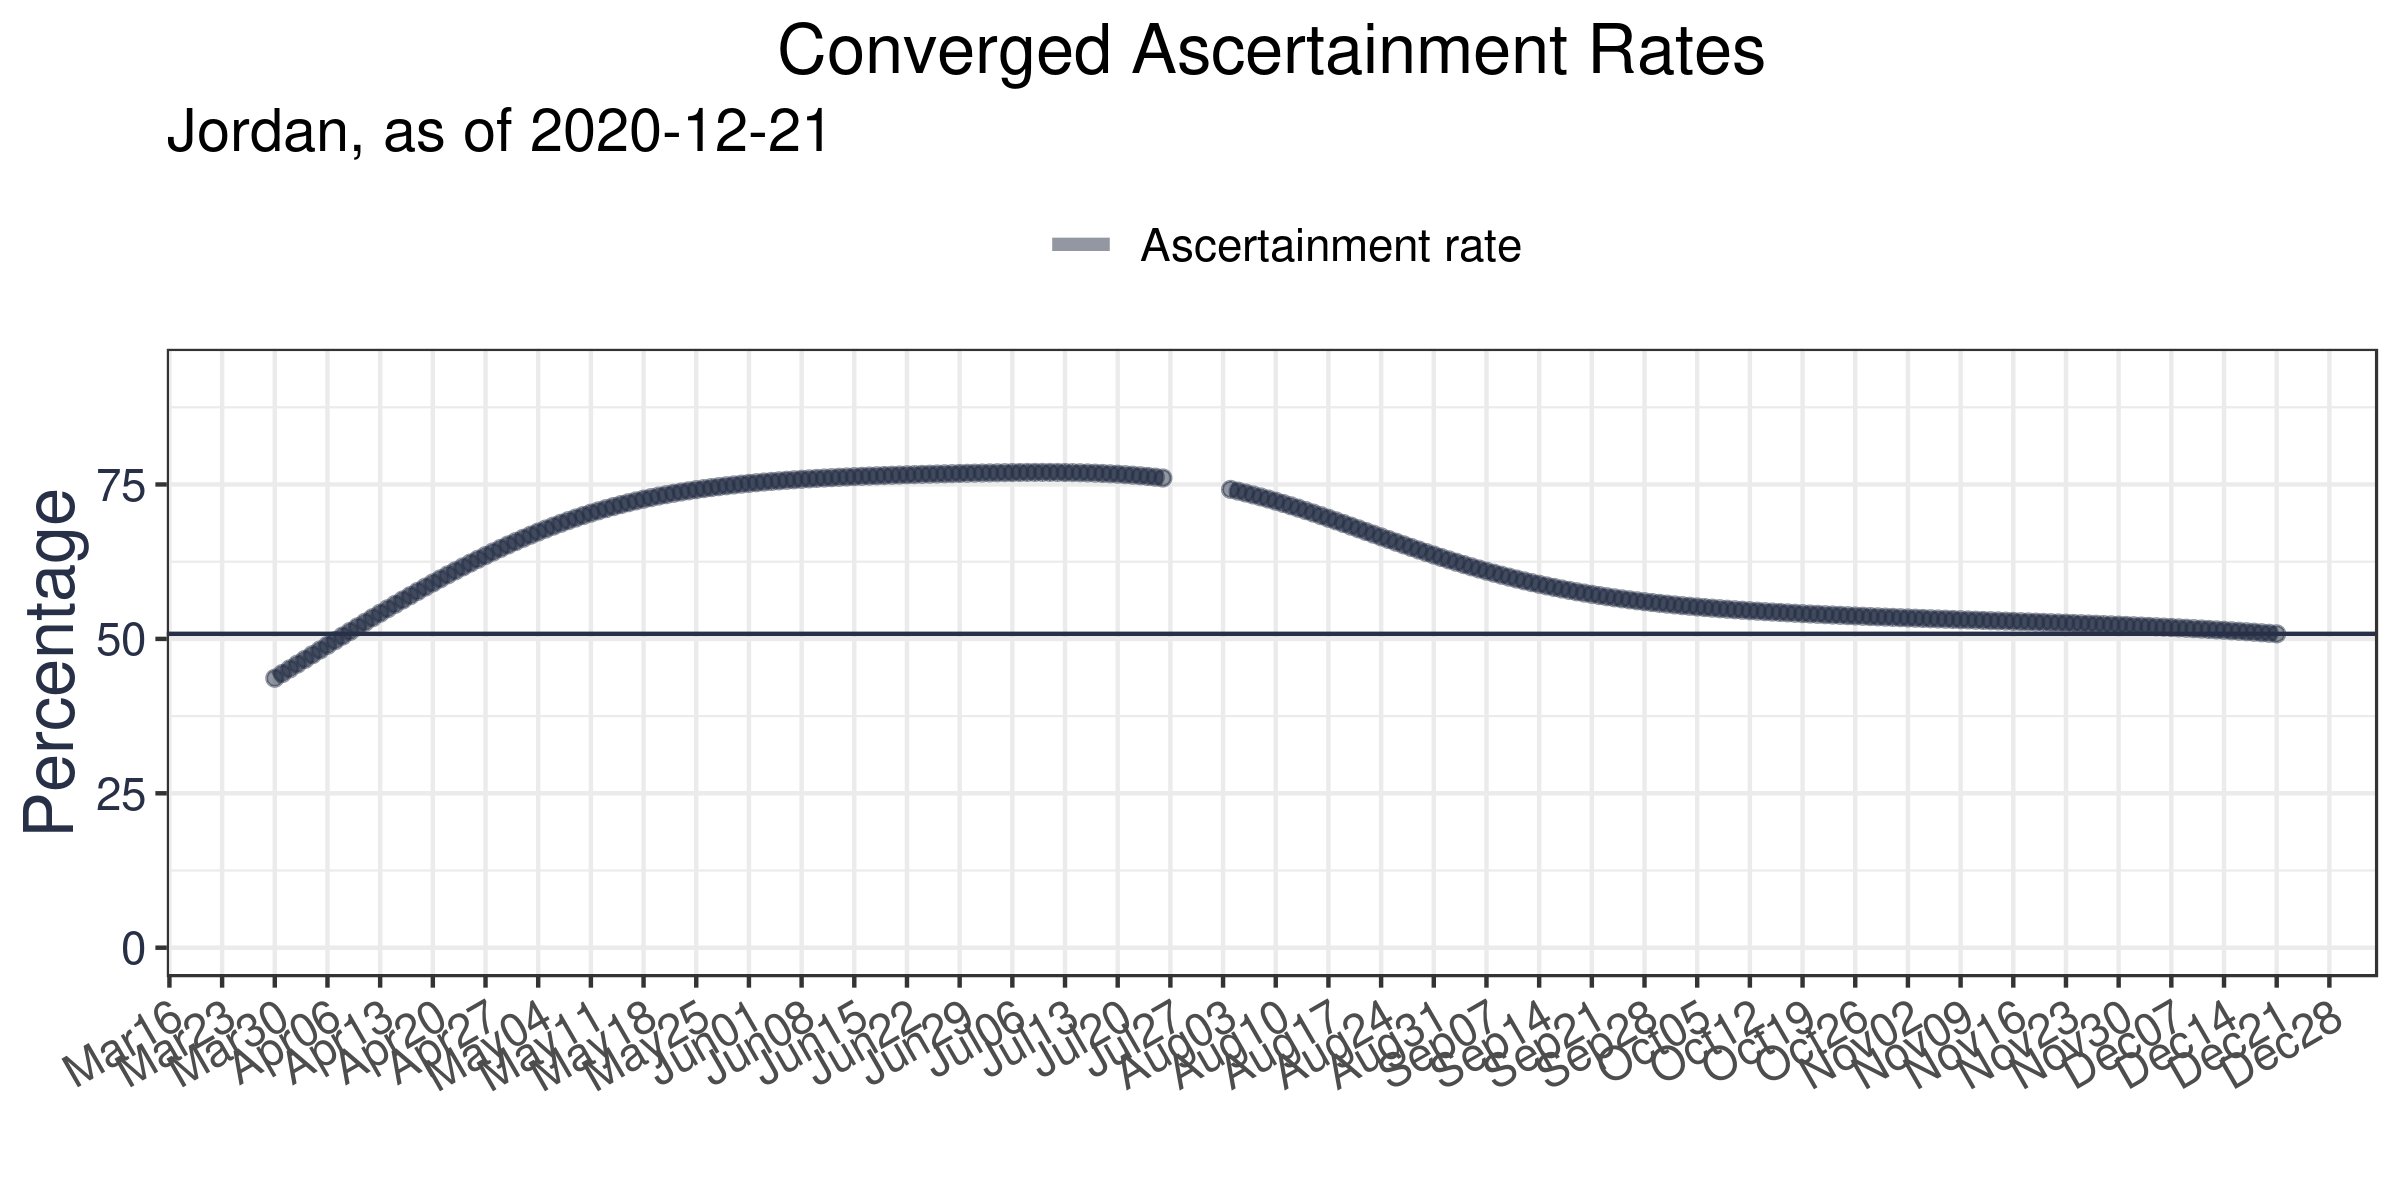 Converged Ascertainment Rates
Jordan, as of 2020-12-21
Ascertainment rate
Percentage
75
50
25
0
Mar16
Mar23
Mar30
Apr06
Apr13
Apr20
Apr27
May04
May11
May18
May25
Jun01
Jun08
Jun15
Jun22
Jun29
Jul06
Jul13
Jul20
Jul27
Aug03
Aug10
Aug17
Aug24
Aug31
Sep07
Sep14
Sep21
Sep28
Oct05
Oct12
Oct19
Oct26
Nov02
Nov09
Nov16
Nov23
Nov30
Dec07
Dec14
Dec21
Dec28